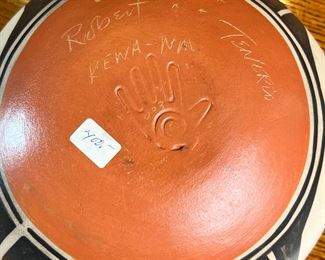 Robert
Tenorio
KEWA-NM
400-